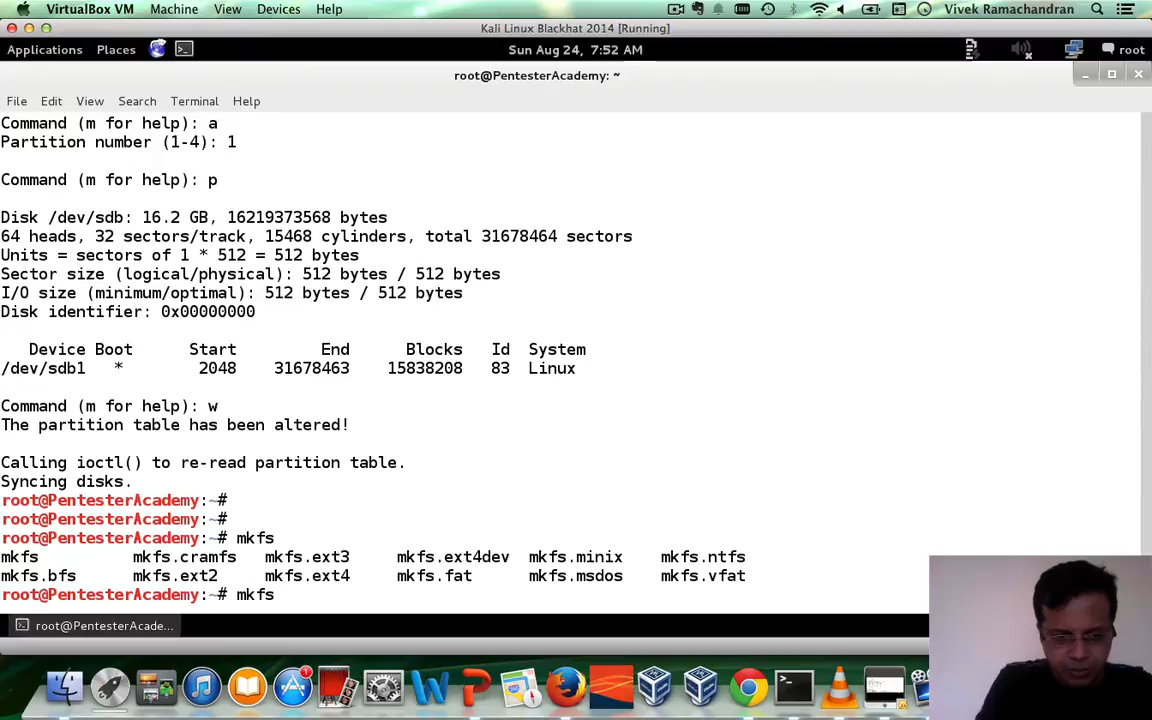 VirtualBox VM Machine View Devices Help Vivek Ramachandran
Kali Linux Blackhat 2014 [Running]
Applications Places Sun Aug 24, 7:52 AM root
root@PentesterAcademy: ~
File Edit View Search Terminal Help
Command (m for help): a
Partition number (1-4): 1
Command (m for help): p
Disk /dev/sdb: 16.2 GB, 16219373568 bytes
64 heads, 32 sectors/track, 15468 cylinders, total 31678464 sectors
Units = sectors of 1 * 512 = 512 bytes
Sector size (logical/physical): 512 bytes / 512 bytes
I/O size (minimum/optimal): 512 bytes / 512 bytes
Disk identifier: 0x00000000
Device Boot Start End Blocks Id System
/dev/sdb1 * 2048 31678463 15838208 83 Linux
Command (m for help): w
The partition table has been altered!
Calling ioctl() to re-read partition table.
Syncing disks.
root@PentesterAcademy:~#
root@PentesterAcademy:~#
root@PentesterAcademy:~# mkfs
mkfs mkfs.cramfs mkfs.ext3 mkfs.ext4dev mkfs.minix mkfs.ntfs
mkfs.bfs mkfs.ext2 mkfs.ext4 mkfs.fat mkfs.msdos mkfs.vfat
root@PentesterAcademy:~# mkfs
root@PentesterAcade...